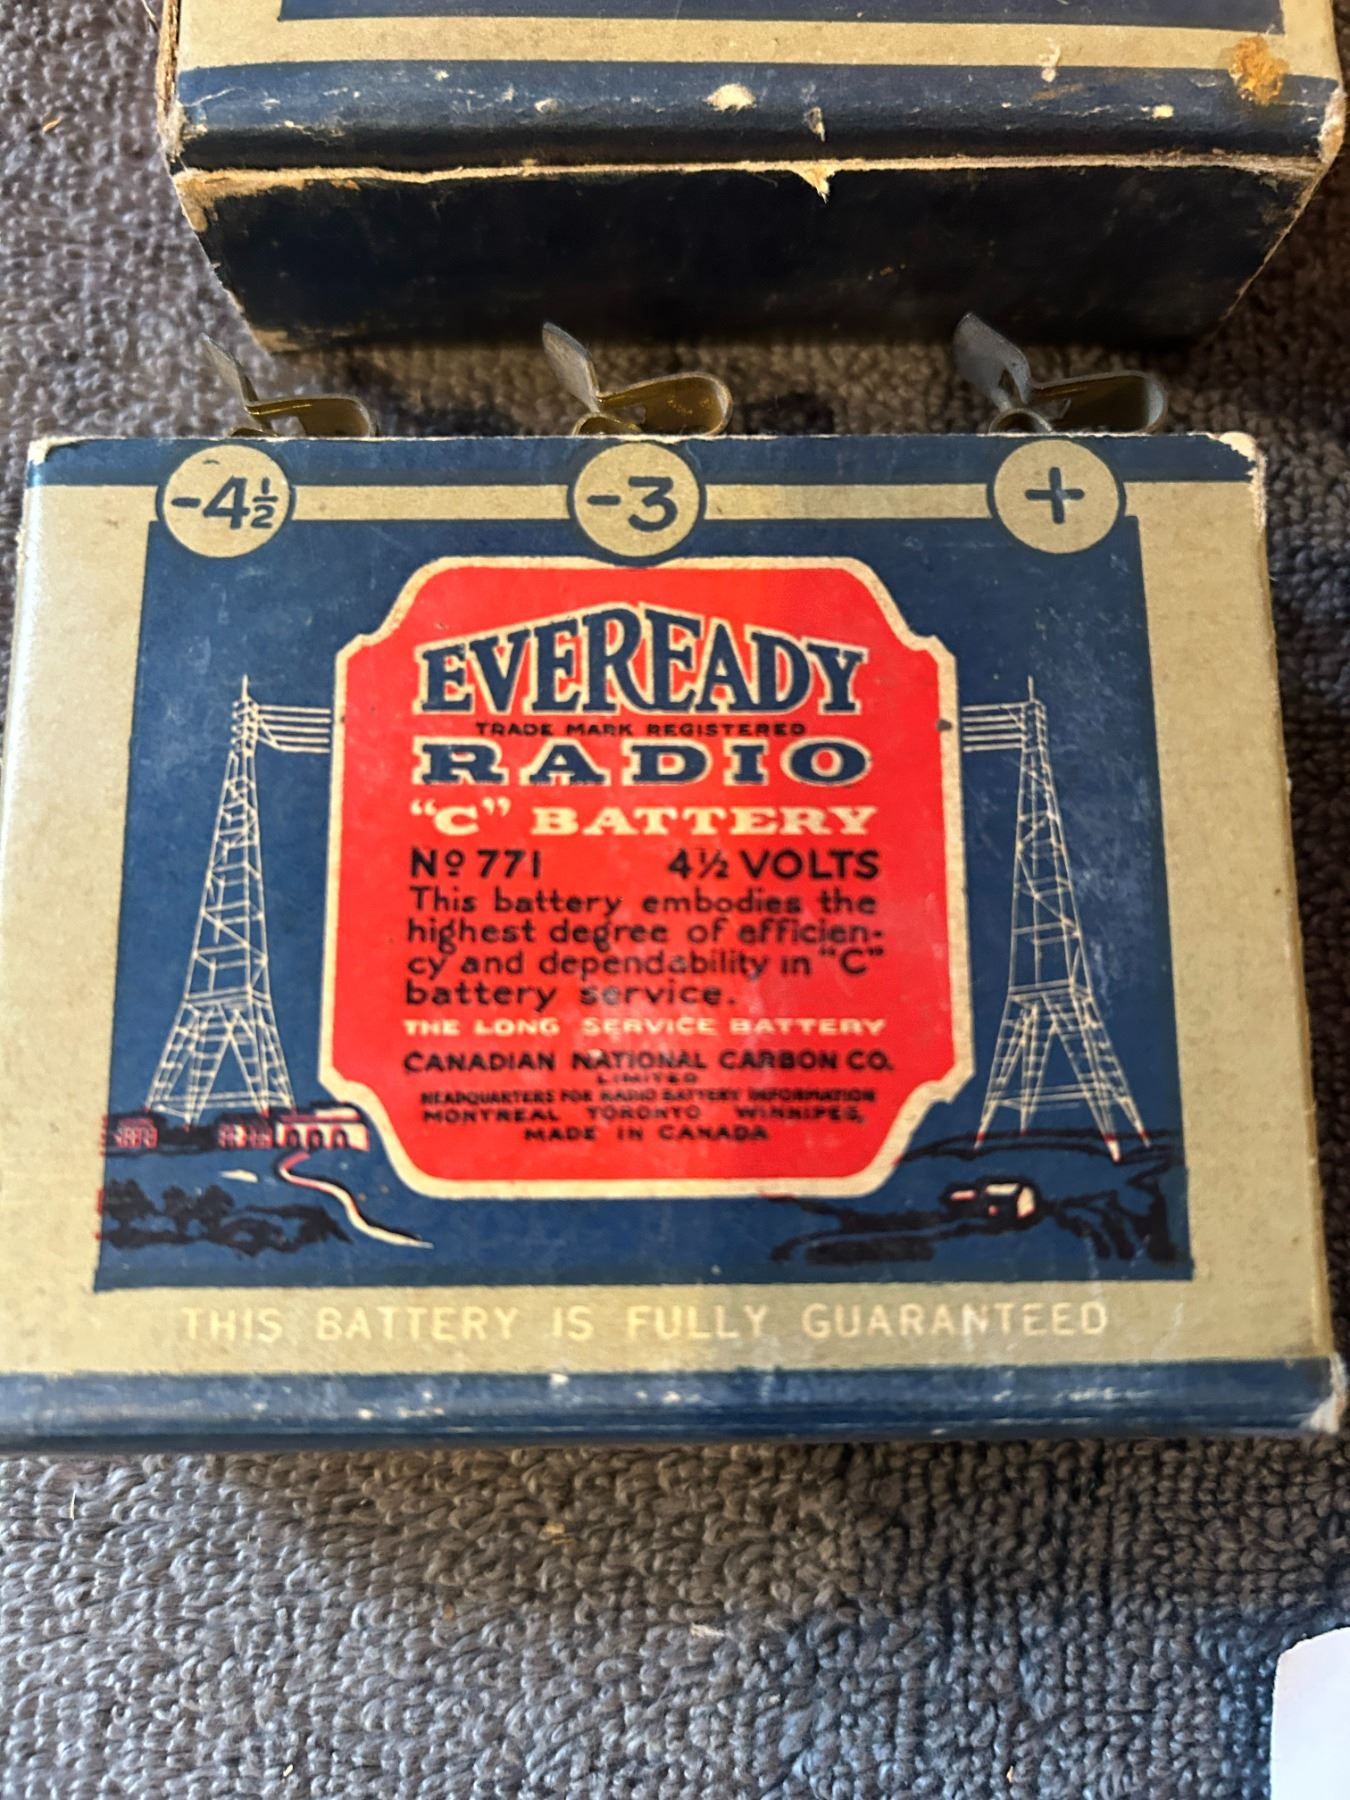 -4½ -3 +
EVEREADY
TRADE MARK REGISTERED
RADIO
"C" BATTERY
Nº 771 4½ VOLTS
This battery embodies the
highest degree of efficien-
cy and dependability in "C"
battery service.
THE LONG SERVICE BATTERY
CANADIAN NATIONAL CARBON CO.
LIMITED
HEADQUARTERS FOR RADIO BATTERY INFORMATION
MONTREAL TORONTO WINNIPEG,
MADE IN CANADA
THIS BATTERY IS FULLY GUARANTEED